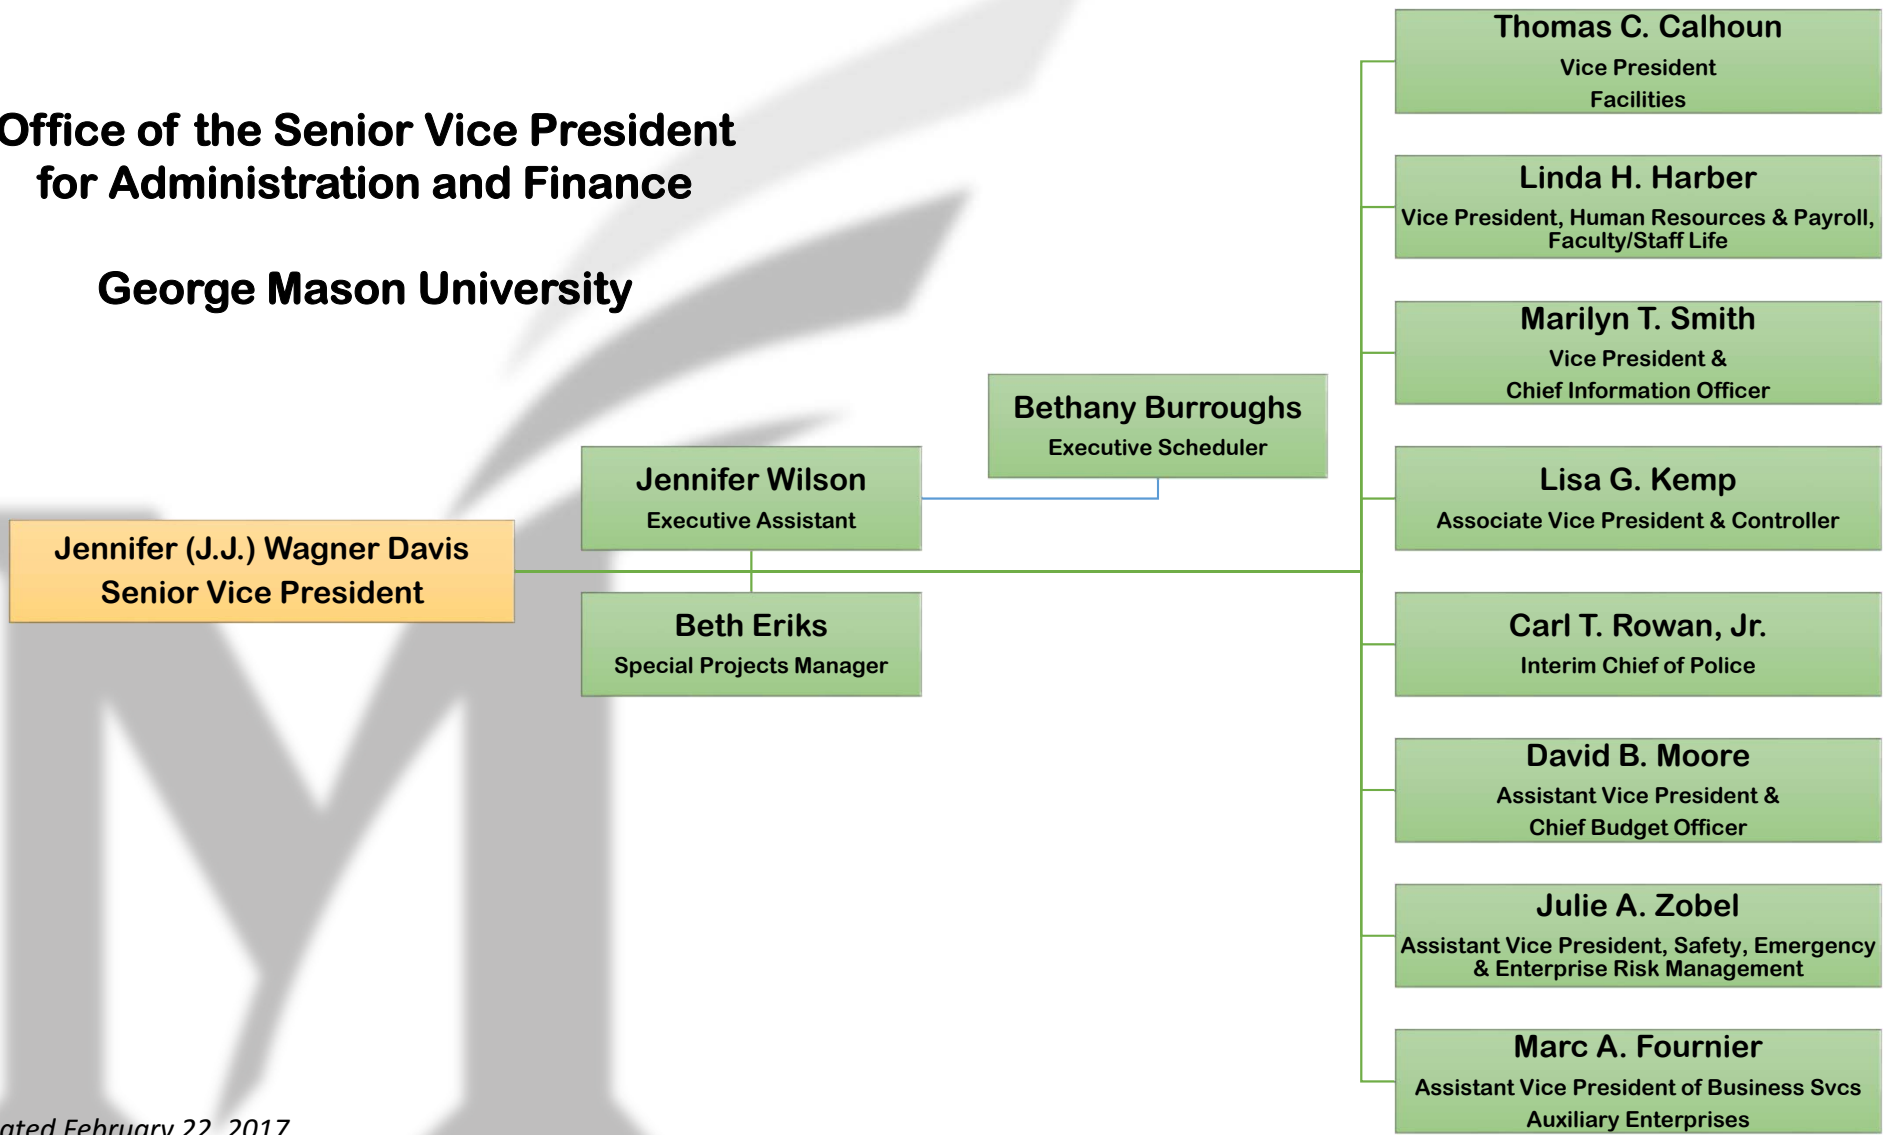 Office of the Senior Vice President
for Administration and Finance
George Mason University
Jennifer (J.J.) Wagner Davis
Senior Vice President
Jennifer Wilson
Executive Assistant
Beth Eriks
Special Projects Manager
Bethany Burroughs
Executive Scheduler
Thomas C. Calhoun
Vice President
Facilities
Linda H. Harber
Vice President, Human Resources & Payroll,
Faculty/Staff Life
Marilyn T. Smith
Vice President &
Chief Information Officer
Lisa G. Kemp
Associate Vice President & Controller
Carl T. Rowan, Jr.
Interim Chief of Police
David B. Moore
Assistant Vice President &
Chief Budget Officer
Julie A. Zobel
Assistant Vice President, Safety, Emergency
& Enterprise Risk Management
Marc A. Fournier
Assistant Vice President of Business Svcs
Auxiliary Enterprises
February 22, 2017